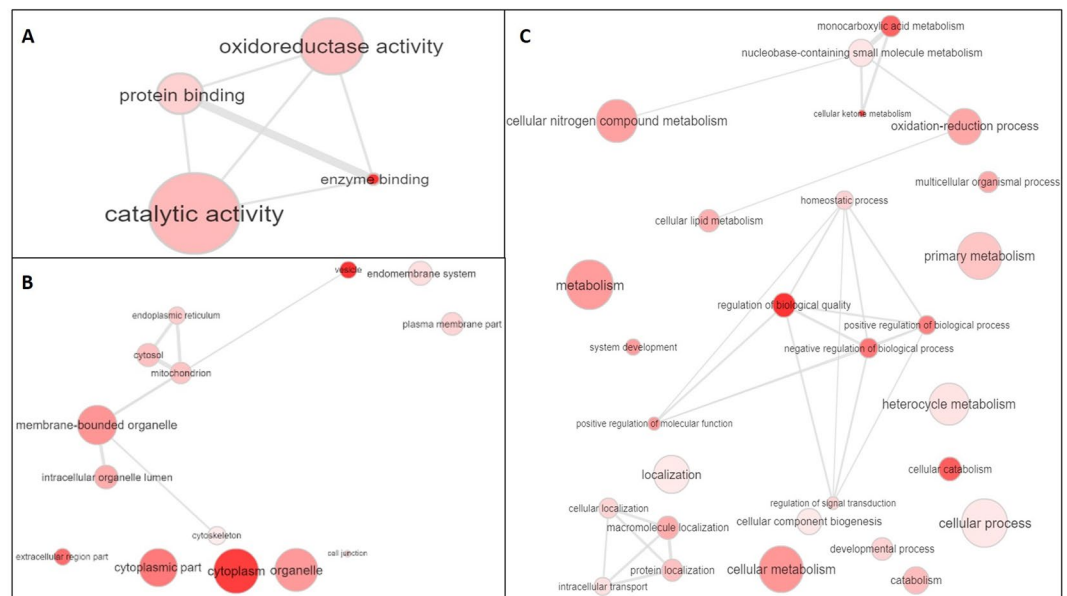 A
oxidoreductase activity
protein binding
enzyme binding
catalytic activity
B
vesicle
endomembrane system
endoplasmic reticulum
plasma membrane part
cytosol
mitochondrion
membrane-bounded organelle
intracellular organelle lumen
cytoskeleton
extracellular region part
cell junction
cytoplasmic part
cytoplasm
organelle
C
monocarboxylic acid metabolism
nucleobase-containing small molecule metabolism
cellular ketone metabolism
cellular nitrogen compound metabolism
oxidation-reduction process
multicellular organismal process
homeostatic process
cellular lipid metabolism
primary metabolism
metabolism
regulation of biological quality
positive regulation of biological process
system development
negative regulation of biological process
heterocycle metabolism
positive regulation of molecular function
localization
cellular catabolism
regulation of signal transduction
cellular localization
cellular component biogenesis
cellular process
macromolecule localization
developmental process
protein localization
cellular metabolism
catabolism
intracellular transport